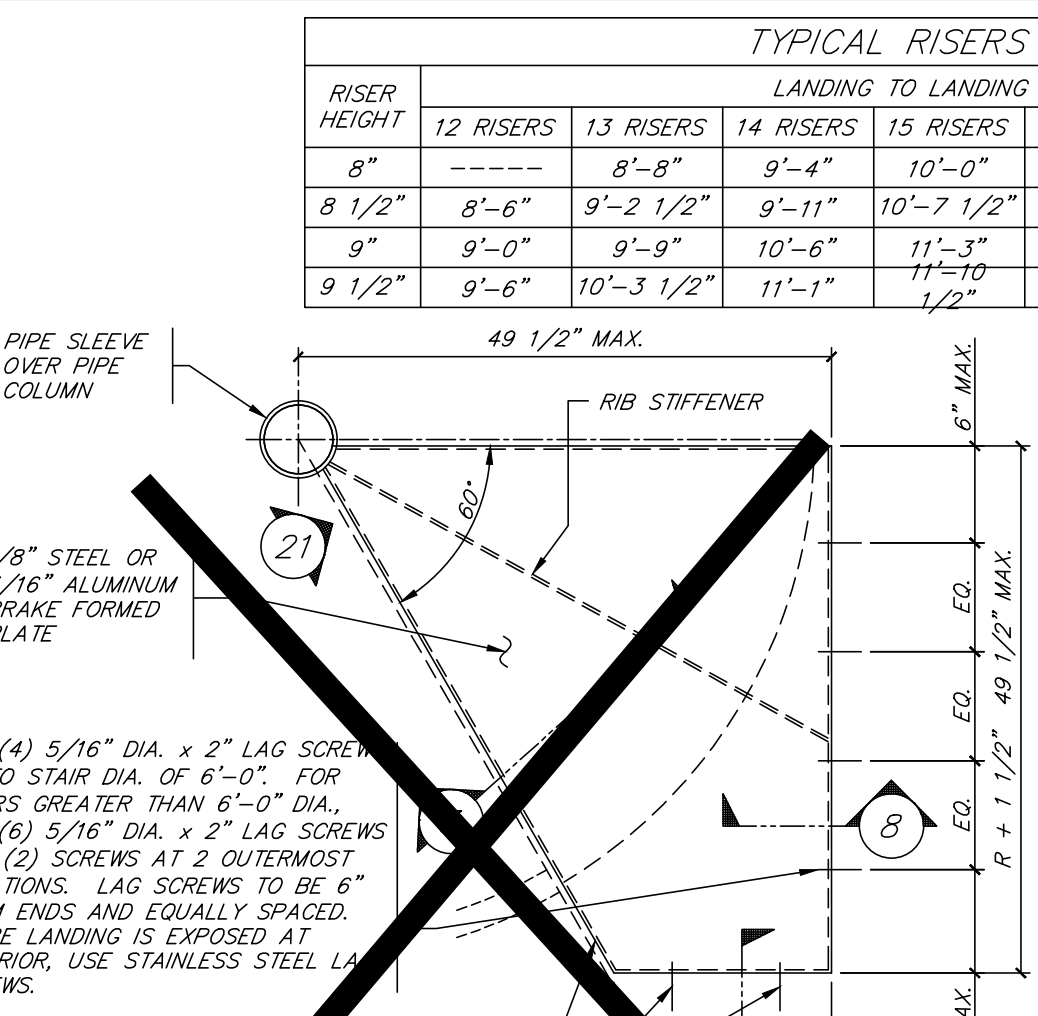 TYPICAL RISERS
RISER HEIGHT
LANDING TO LANDING
12 RISERS 13 RISERS 14 RISERS 15 RISERS
8" ----- 8'-8" 9'-4" 10'-0"
8 1/2" 8'-6" 9'-2 1/2" 9'-11" 10'-7 1/2"
9" 9'-0" 9'-9" 10'-6" 11'-3"
9 1/2" 9'-6" 10'-3 1/2" 11'-1" 11'-10 1/2"
PIPE SLEEVE
OVER PIPE
COLUMN
49 1/2" MAX.
RIB STIFFENER
6" MAX.
60°
21
/8" STEEL OR
/16" ALUMINUM
BRAKE FORMED
PLATE
EQ.
EQ.
EQ.
R + 1 1/2" 49 1/2" MAX.
8
(4) 5/16" DIA. x 2" LAG SCREW
TO STAIR DIA. OF 6'-0". FOR
RS GREATER THAN 6'-0" DIA.,
(6) 5/16" DIA. x 2" LAG SCREWS
(2) SCREWS AT 2 OUTERMOST
TIONS. LAG SCREWS TO BE 6"
M ENDS AND EQUALLY SPACED.
RE LANDING IS EXPOSED AT
RIOR, USE STAINLESS STEEL LA
EWS.
AX.